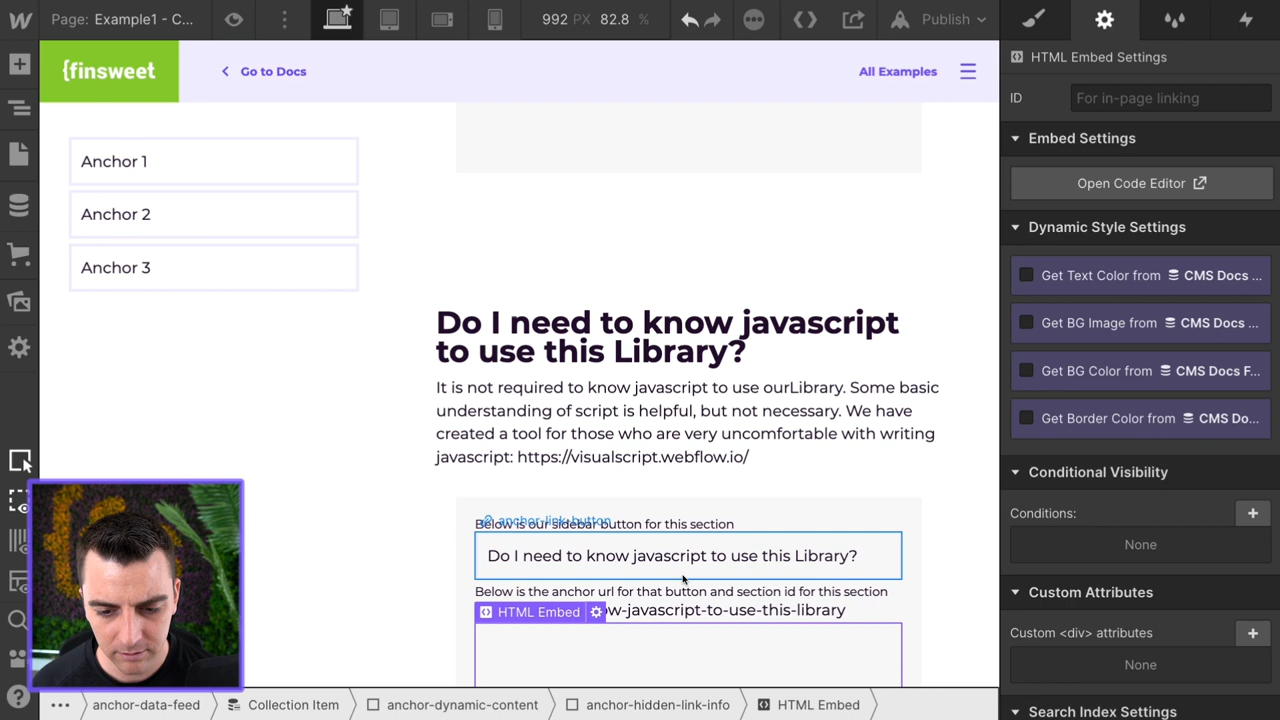 Page: Example1 - C...
992 PX 82.8 %
Publish
{finsweet
Go to Docs
All Examples
Anchor 1
Anchor 2
Anchor 3
Do I need to know javascript
to use this Library?
It is not required to know javascript to use ourLibrary. Some basic
understanding of script is helpful, but not necessary. We have
created a tool for those who are very uncomfortable with writing
javascript: https://visualscript.webflow.io/
anchor-link-button
Below is our sidebar button for this section
Do I need to know javascript to use this Library?
Below is the anchor url for that button and section id for this section
HTML Embed
ow-javascript-to-use-this-library
... anchor-data-feed
Collection Item
anchor-dynamic-content
anchor-hidden-link-info
HTML Embed
HTML Embed Settings
ID
For in-page linking
Embed Settings
Open Code Editor
Dynamic Style Settings
Get Text Color from CMS Docs ...
Get BG Image from CMS Docs ...
Get BG Color from CMS Docs F...
Get Border Color from CMS Do...
Conditional Visibility
Conditions:
None
Custom Attributes
Custom <div> attributes
None
Search Index Settings